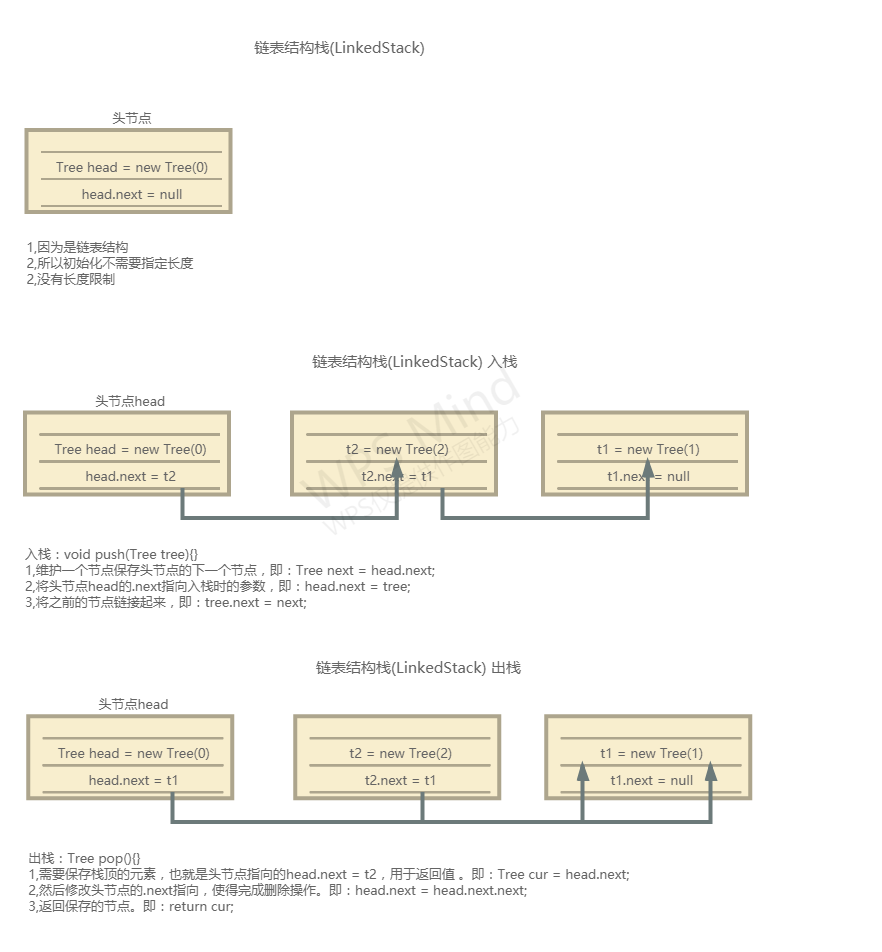 链表结构栈(LinkedStack)
头节点
Tree head = new Tree(0)
head.next = null
1,因为是链表结构
2,所以初始化不需要指定长度
2,没有长度限制
链表结构栈(LinkedStack) 入栈
头节点head
Tree head = new Tree(0)
head.next = t2
t2 = new Tree(2)
t2.next = t1
t1 = new Tree(1)
t1.next = null
WPS Mind
入栈：void push(Tree tree){}
1,维护一个节点保存头节点的下一个节点，即：Tree next = head.next;
2,将头节点head的.next指向入栈时的参数，即：head.next = tree;
3,将之前的节点链接起来，即：tree.next = next;
链表结构栈(LinkedStack) 出栈
头节点head
Tree head = new Tree(0)
head.next = t1
t2 = new Tree(2)
t2.next = t1
t1 = new Tree(1)
t1.next = null
出栈：Tree pop(){}
1,需要保存栈顶的元素，也就是头节点指向的head.next = t2，用于返回值 。即：Tree cur = head.next;
2,然后修改头节点的.next指向，使得完成删除操作。即：head.next = head.next.next;
3,返回保存的节点。即：return cur;